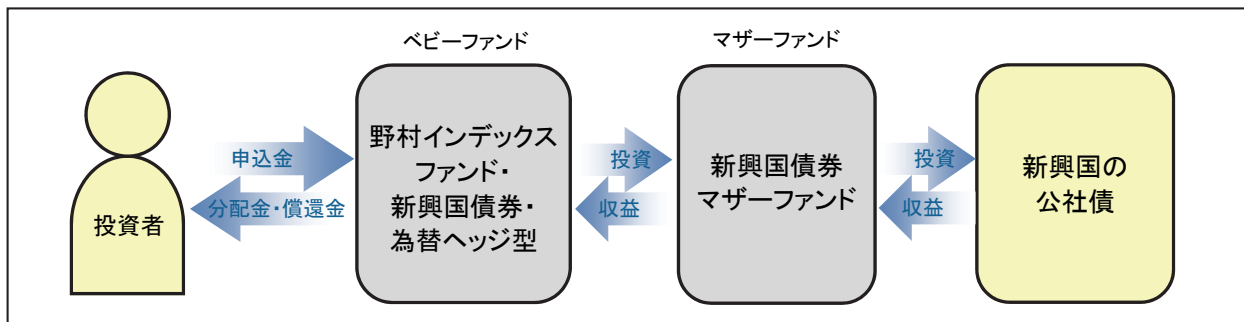 ベビーファンド
マザーファンド
投資者
申込金
分配金・償還金
野村インデックス
ファンド・
新興国債券・
為替ヘッジ型
投資
収益
新興国債券
マザーファンド
投資
収益
新興国の
公社債